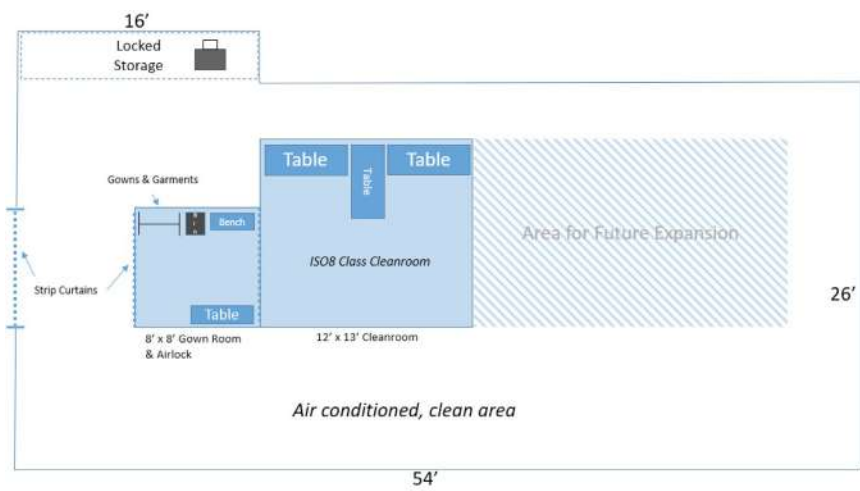 16’
Locked
Storage
Table
Table
Table
Gowns & Garments
Bench
Area for Future Expansion
ISO8 Class Cleanroom
Strip Curtains
26’
Table
8’ x 8’ Gown Room
& Airlock
12’ x 13’ Cleanroom
Air conditioned, clean area
54’